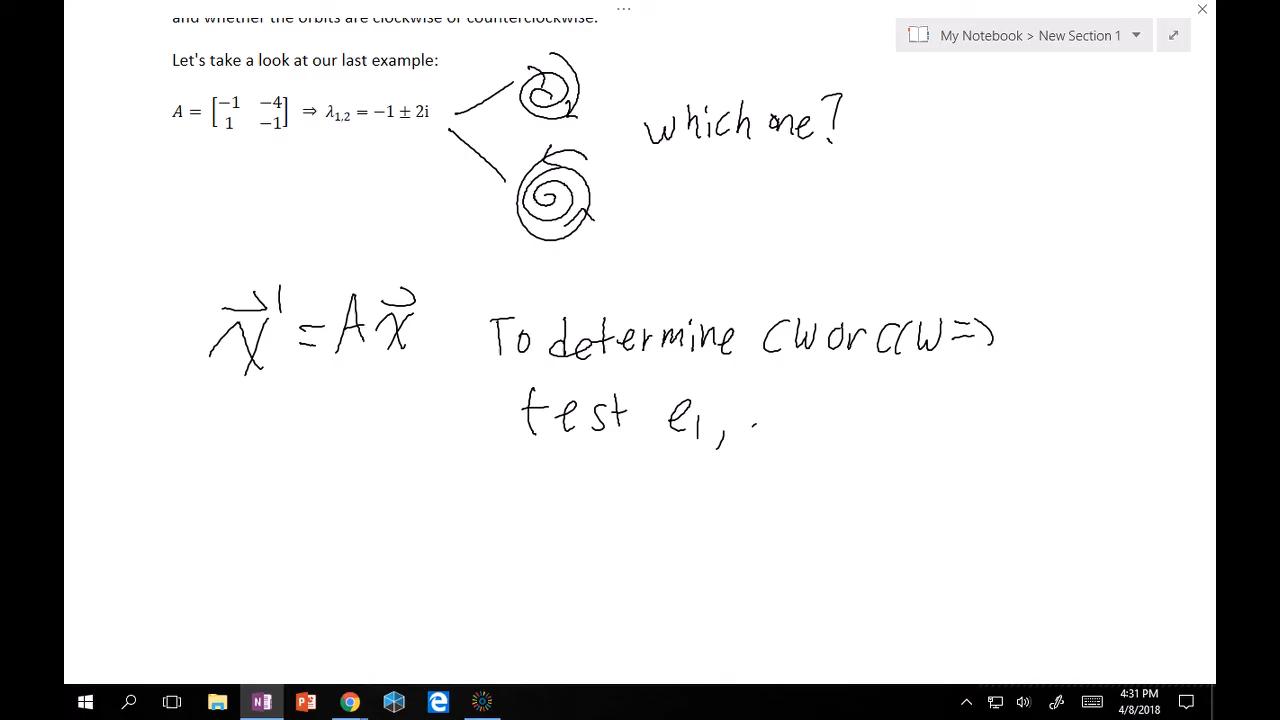 and whether the orbits are clockwise or counterclockwise.
My Notebook > New Section 1
Let's take a look at our last example:
A = [−1 −4; 1 −1] ⇒ λ1,2 = −1 ± 2i
which one?
x⃗' = Ax⃗
To determine CW or CCW =>
test e1,
4:31 PM
4/8/2018